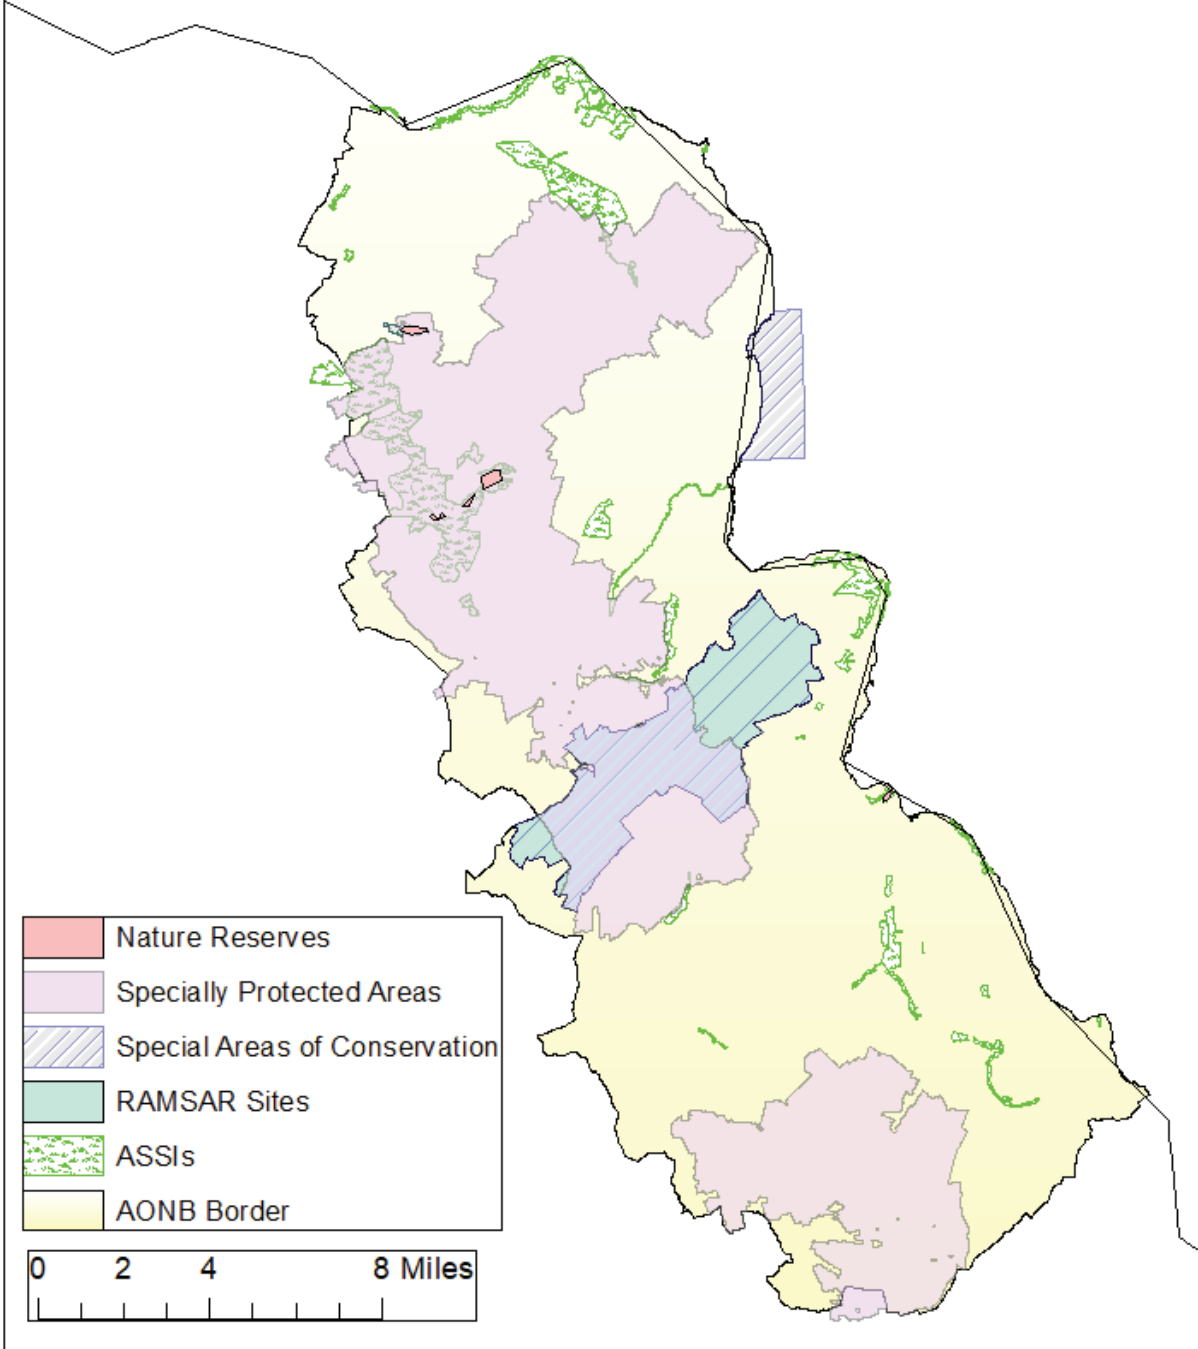 Nature Reserves
Specially Protected Areas
Special Areas of Conservation
RAMSAR Sites
ASSIs
AONB Border
0 2 4 8 Miles